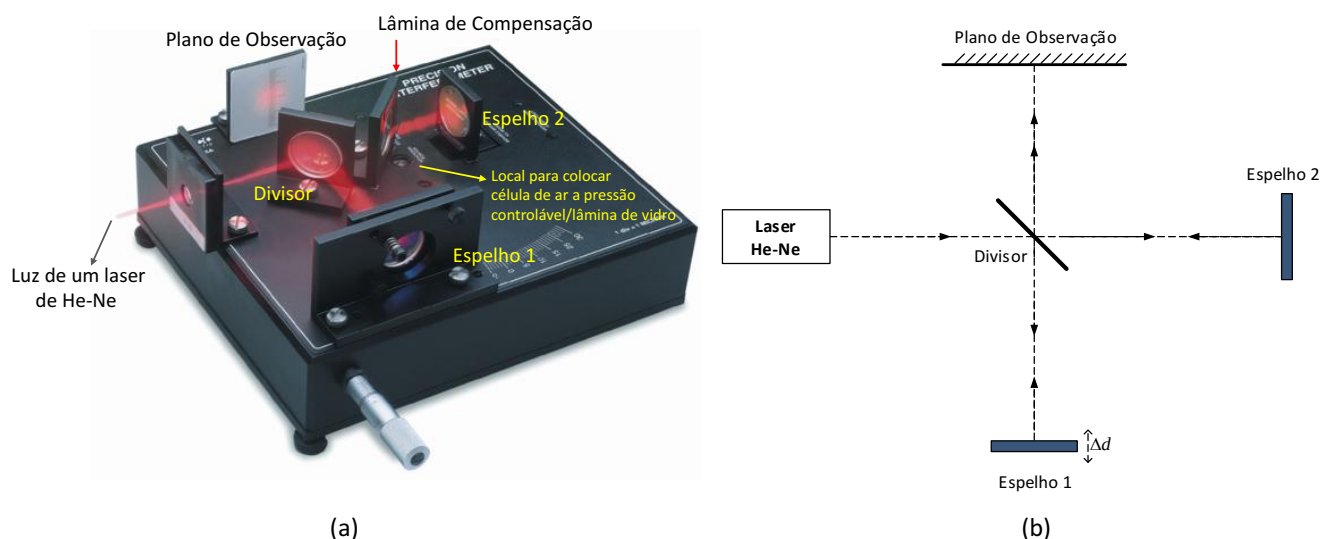 Lâmina de Compensação
Plano de Observação
PRECISION
INTERFEROMETER
Espelho 2
Divisor
Local para colocar
célula de ar a pressão
controlável/lâmina de vidro
Espelho 1
Luz de um laser
de He-Ne
(a)
Plano de Observação
Espelho 2
Laser
He-Ne
Divisor
Δd
Espelho 1
(b)